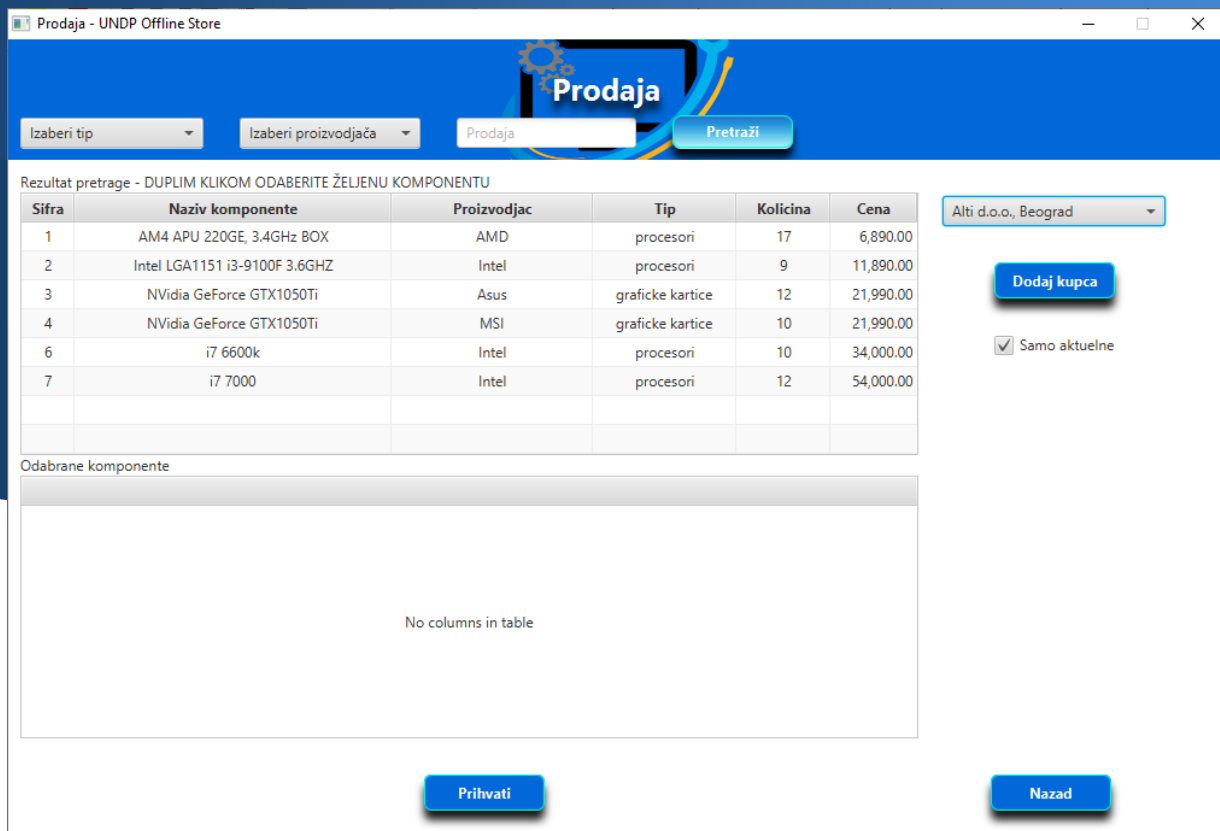 Prodaja - UNDP Offline Store
Prodaja
Izaberi tip Izaberi proizvodjača Prodaja Pretraži
Rezultat pretrage - DUPLIM KLIKOM ODABERITE ŽELJENU KOMPONENTU
Sifra Naziv komponente Proizvodjac Tip Kolicina Cena
1 AM4 APU 220GE, 3.4GHz BOX AMD procesori 17 6,890.00
2 Intel LGA1151 i3-9100F 3.6GHZ Intel procesori 9 11,890.00
3 NVidia GeForce GTX1050Ti Asus graficke kartice 12 21,990.00
4 NVidia GeForce GTX1050Ti MSI graficke kartice 10 21,990.00
6 i7 6600k Intel procesori 10 34,000.00
7 i7 7000 Intel procesori 12 54,000.00
Alti d.o.o., Beograd
Dodaj kupca
Samo aktuelne
Odabrane komponente
No columns in table
Prihvati Nazad